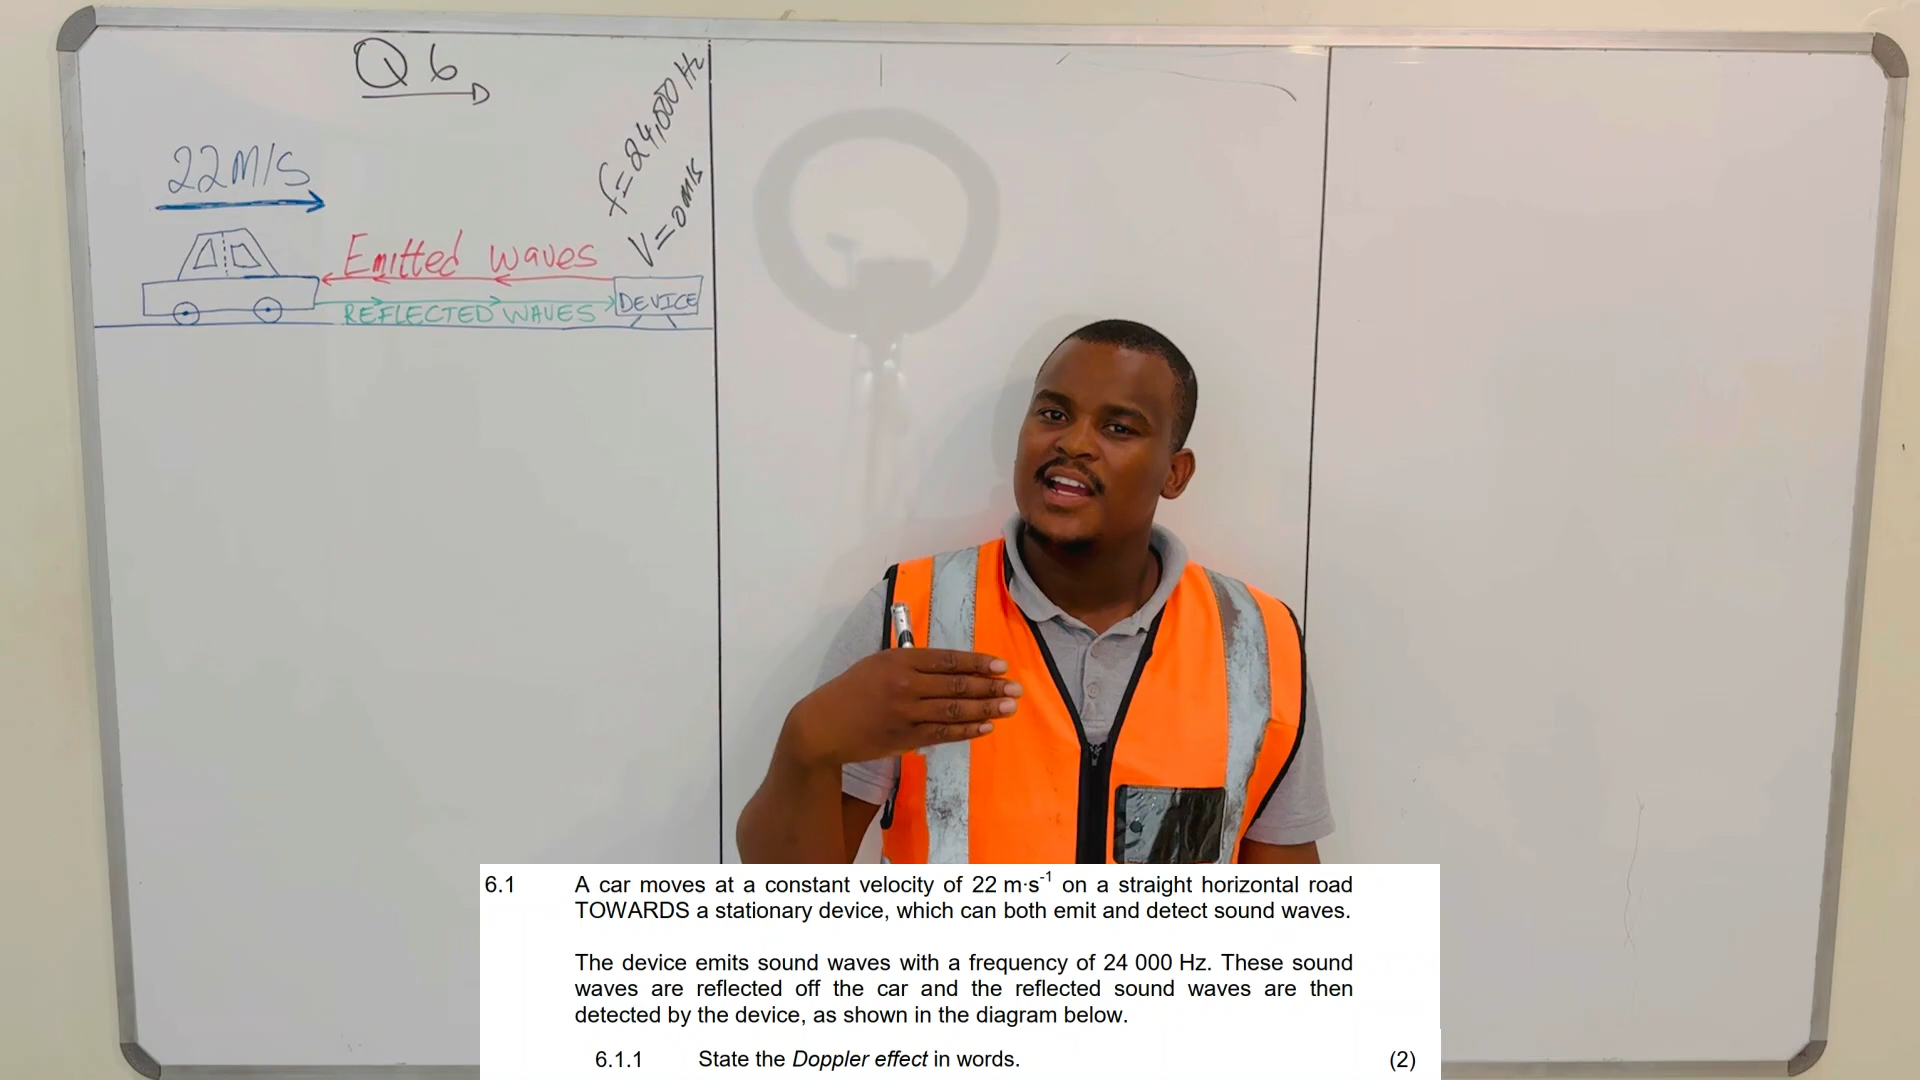 Q 6
22M/S
f=24,000 Hz
V=0m/s
Emitted waves
REFLECTED WAVES
DEVICE
6.1 A car moves at a constant velocity of 22 m·s⁻¹ on a straight horizontal road
TOWARDS a stationary device, which can both emit and detect sound waves.
The device emits sound waves with a frequency of 24 000 Hz. These sound
waves are reflected off the car and the reflected sound waves are then
detected by the device, as shown in the diagram below.
6.1.1 State the Doppler effect in words. (2)